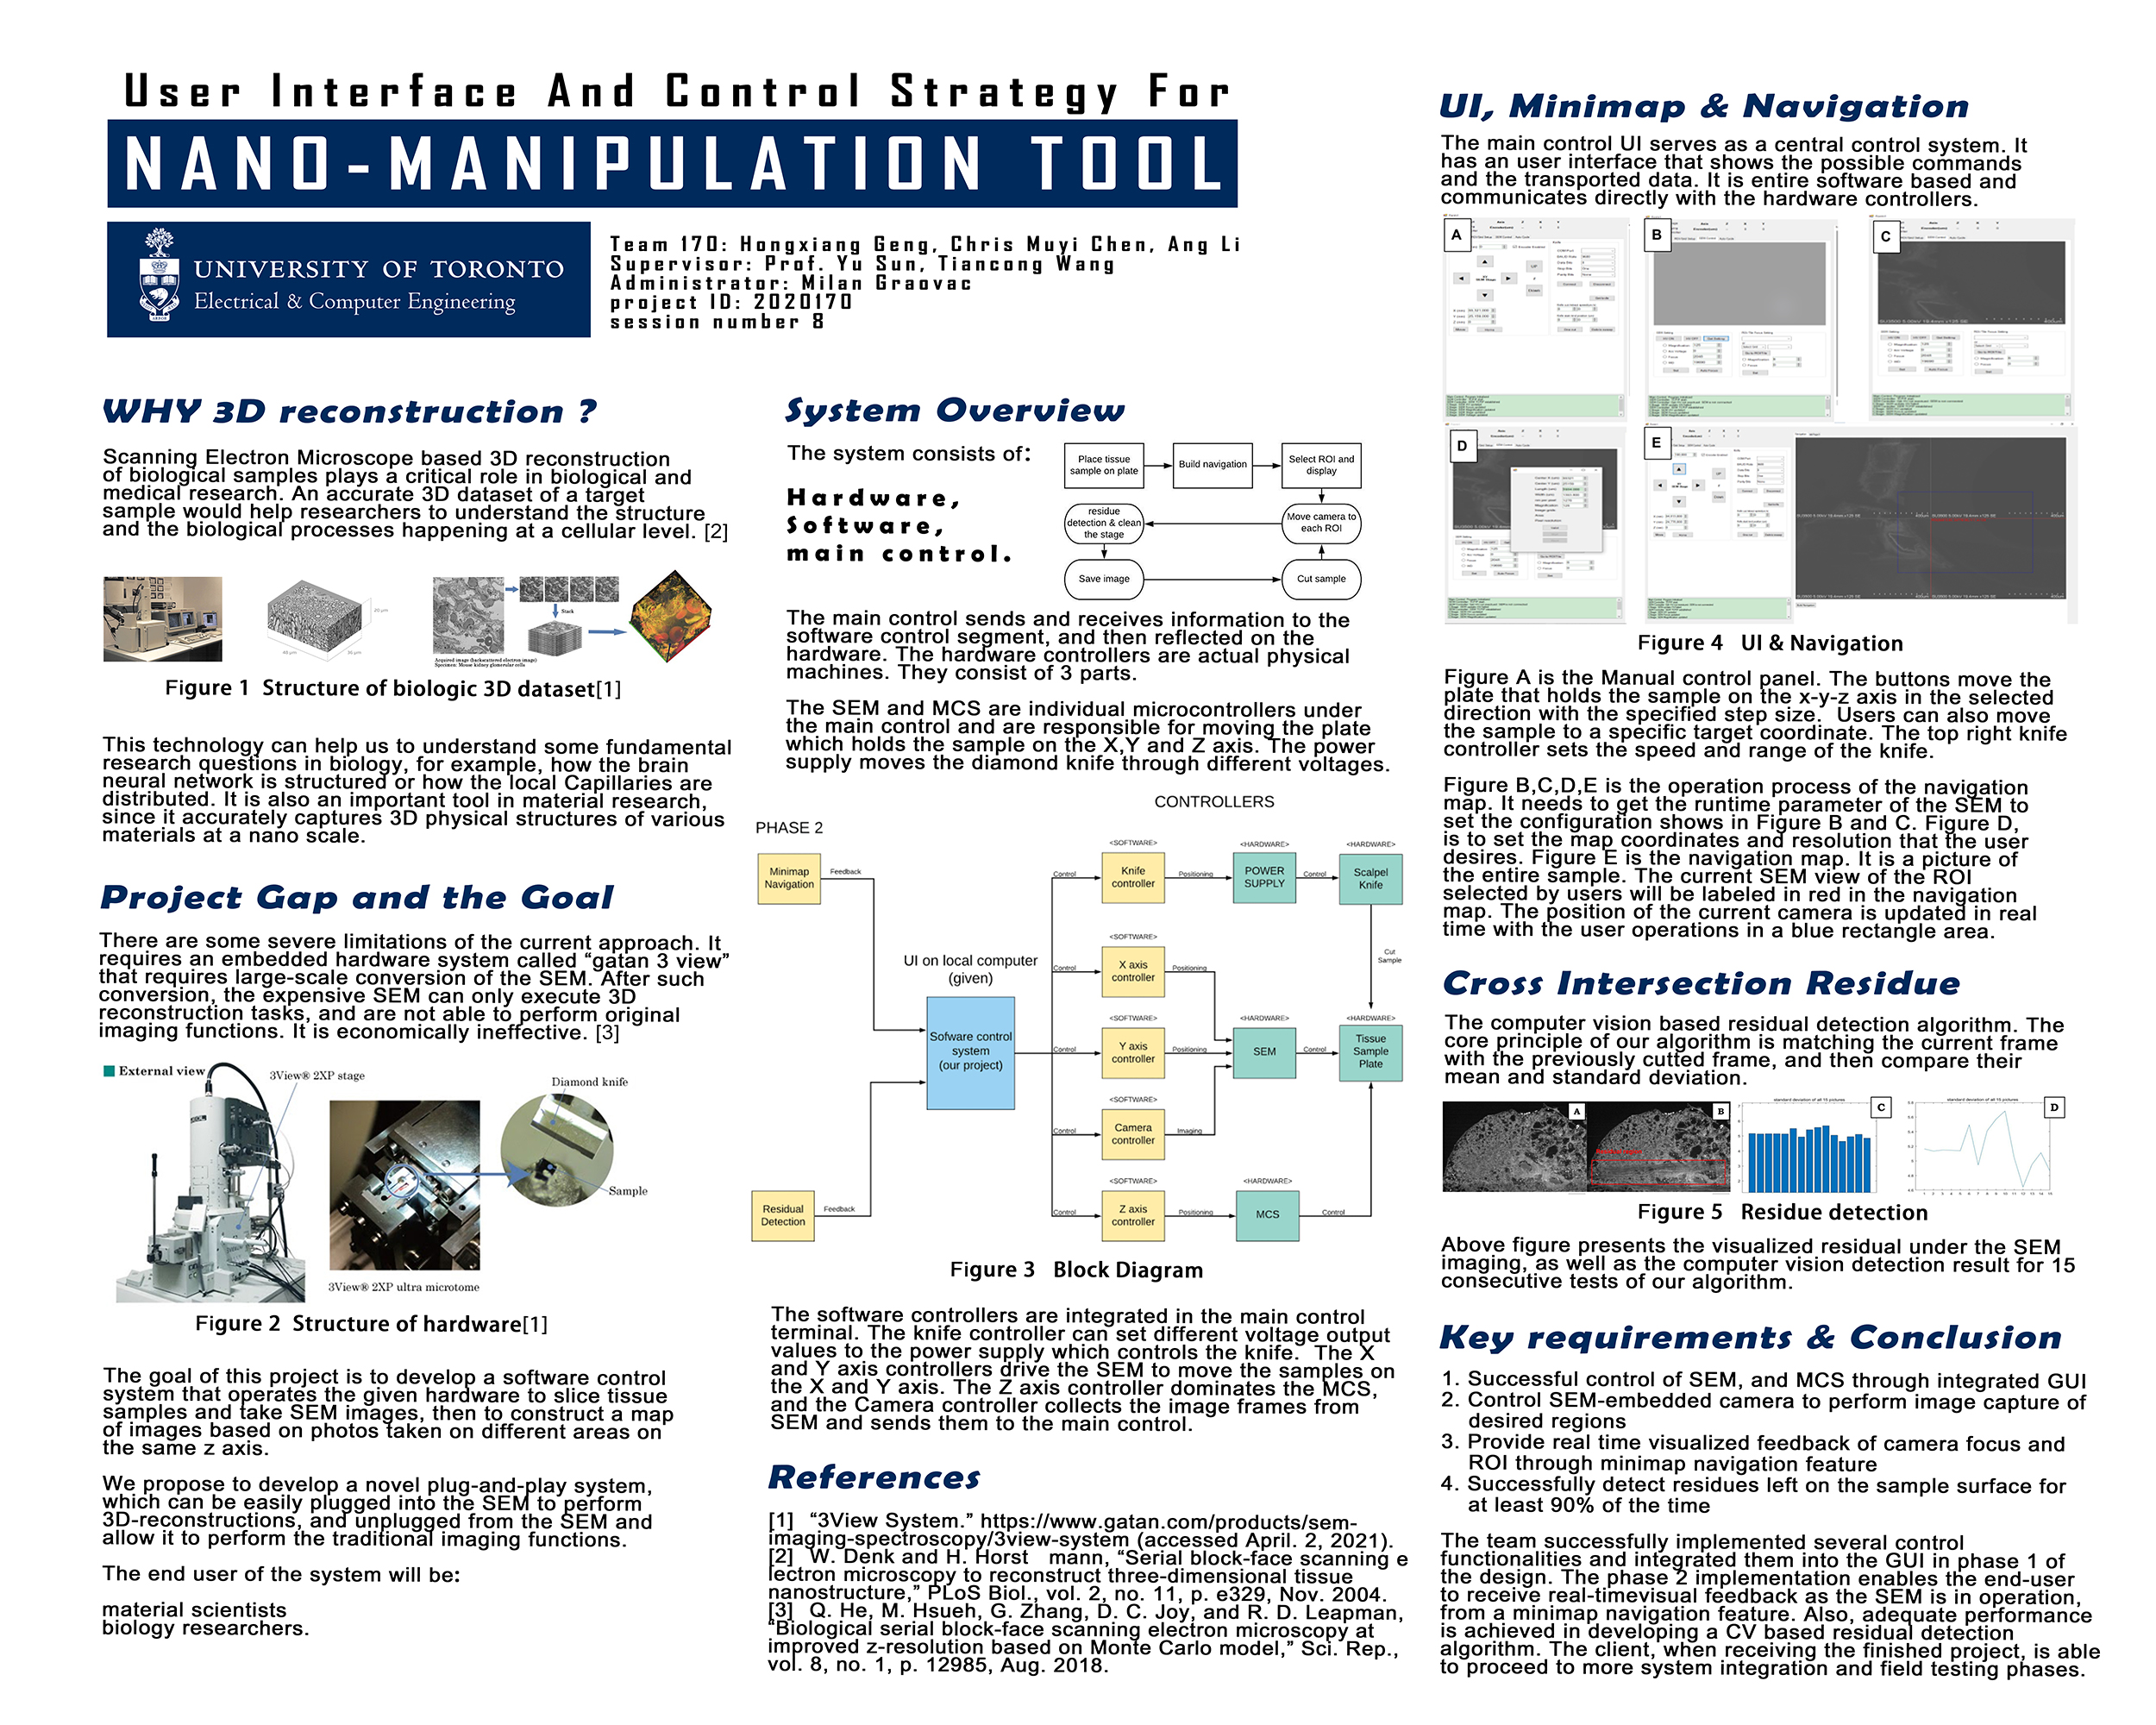 User Interface And Control Strategy For
NANO-MANIPULATION TOOL
UNIVERSITY OF TORONTO
Electrical & Computer Engineering
Team 170: Hongxiang Geng, Chris Muyi Chen, Ang Li
Supervisor: Prof. Yu Sun, Tiancong Wang
Administrator: Milan Graovac
project ID: 2020170
session number 8
WHY 3D reconstruction ?
Scanning Electron Microscope based 3D reconstruction
of biological samples plays a critical role in biological and
medical research. An accurate 3D dataset of a target
sample would help researchers to understand the structure
and the biological processes happening at a cellular level. [2]
20 μm
40 μm
30 μm
Stack
Acquired image (backscattered electron image)
Specimen: Mouse kidney glomerular cells
Figure 1 Structure of biologic 3D dataset[1]
This technology can help us to understand some fundamental
research questions in biology, for example, how the brain
neural network is structured or how the local Capillaries are
distributed. It is also an important tool in material research,
since it accurately captures 3D physical structures of various
materials at a nano scale.
Project Gap and the Goal
There are some severe limitations of the current approach. It
requires an embedded hardware system called “gatan 3 view”
that requires large-scale conversion of the SEM. After such
conversion, the expensive SEM can only execute 3D
reconstruction tasks, and are not able to perform original
imaging functions. It is economically ineffective. [3]
External view
3View® 2XP stage
Diamond knife
Sample
3View® 2XP ultra microtome
Figure 2 Structure of hardware[1]
The goal of this project is to develop a software control
system that operates the given hardware to slice tissue
samples and take SEM images, then to construct a map
of images based on photos taken on different areas on
the same z axis.
We propose to develop a novel plug-and-play system,
which can be easily plugged into the SEM to perform
3D-reconstructions, and unplugged from the SEM and
allow it to perform the traditional imaging functions.
The end user of the system will be:
material scientists
biology researchers.
System Overview
The system consists of:
Hardware,
Software,
main control.
Place tissue
sample on plate
Build navigation
Select ROI and
display
residue
detection & clean
the stage
Move camera to
each ROI
Save image
Cut sample
The main control sends and receives information to the
software control segment, and then reflected on the
hardware. The hardware controllers are actual physical
machines. They consist of 3 parts.
The SEM and MCS are individual microcontrollers under
the main control and are responsible for moving the plate
which holds the sample on the X,Y and Z axis. The power
supply moves the diamond knife through different voltages.
CONTROLLERS
PHASE 2
<SOFTWARE>
<HARDWARE>
<HARDWARE>
Minimap
Navigation
Feedback
Control
Knife
controller
Positioning
POWER
SUPPLY
Control
Scalpel
Knife
<SOFTWARE>
Cut
Sample
UI on local computer
(given)
Control
X axis
controller
Positioning
<SOFTWARE>
<HARDWARE>
<HARDWARE>
Sofware control
system
(our project)
Control
Y axis
controller
Positioning
SEM
Control
Tissue
Sample
Plate
<SOFTWARE>
Control
Camera
controller
Imaging
<SOFTWARE>
<HARDWARE>
Residual
Detection
Feedback
Control
Z axis
controller
Positioning
MCS
Control
Figure 3 Block Diagram
The software controllers are integrated in the main control
terminal. The knife controller can set different voltage output
values to the power supply which controls the knife. The X
and Y axis controllers drive the SEM to move the samples on
the X and Y axis. The Z axis controller dominates the MCS,
and the Camera controller collects the image frames from
SEM and sends them to the main control.
References
[1] “3View System.” https://www.gatan.com/products/sem-
imaging-spectroscopy/3view-system (accessed April. 2, 2021).
[2] W. Denk and H. Horst mann, “Serial block-face scanning e
lectron microscopy to reconstruct three-dimensional tissue
nanostructure,” PLoS Biol., vol. 2, no. 11, p. e329, Nov. 2004.
[3] Q. He, M. Hsueh, G. Zhang, D. C. Joy, and R. D. Leapman,
“Biological serial block-face scanning electron microscopy at
improved z-resolution based on Monte Carlo model,” Sci. Rep.,
vol. 8, no. 1, p. 12985, Aug. 2018.
UI, Minimap & Navigation
The main control UI serves as a central control system. It
has an user interface that shows the possible commands
and the transported data. It is entire software based and
communicates directly with the hardware controllers.
A
B
C
D
E
Figure 4 UI & Navigation
Figure A is the Manual control panel. The buttons move the
plate that holds the sample on the x-y-z axis in the selected
direction with the specified step size. Users can also move
the sample to a specific target coordinate. The top right knife
controller sets the speed and range of the knife.
Figure B,C,D,E is the operation process of the navigation
map. It needs to get the runtime parameter of the SEM to
set the configuration shows in Figure B and C. Figure D,
is to set the map coordinates and resolution that the user
desires. Figure E is the navigation map. It is a picture of
the entire sample. The current SEM view of the ROI
selected by users will be labeled in red in the navigation
map. The position of the current camera is updated in real
time with the user operations in a blue rectangle area.
Cross Intersection Residue
The computer vision based residual detection algorithm. The
core principle of our algorithm is matching the current frame
with the previously cutted frame, and then compare their
mean and standard deviation.
A
B
standard deviation of all 15 pictures
C
standard deviation of all 15 pictures
D
Figure 5 Residue detection
Above figure presents the visualized residual under the SEM
imaging, as well as the computer vision detection result for 15
consecutive tests of our algorithm.
Key requirements & Conclusion
1. Successful control of SEM, and MCS through integrated GUI
2. Control SEM-embedded camera to perform image capture of
desired regions
3. Provide real time visualized feedback of camera focus and
ROI through minimap navigation feature
4. Successfully detect residues left on the sample surface for
at least 90% of the time
The team successfully implemented several control
functionalities and integrated them into the GUI in phase 1 of
the design. The phase 2 implementation enables the end-user
to receive real-timevisual feedback as the SEM is in operation,
from a minimap navigation feature. Also, adequate performance
is achieved in developing a CV based residual detection
algorithm. The client, when receiving the finished project, is able
to proceed to more system integration and field testing phases.